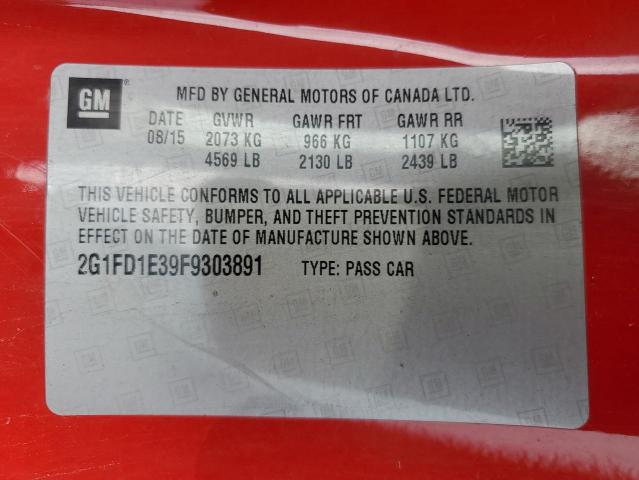 GM®
MFD BY GENERAL MOTORS OF CANADA LTD.
DATE GVWR GAWR FRT GAWR RR
08/15 2073 KG 966 KG 1107 KG
4569 LB 2130 LB 2439 LB
THIS VEHICLE CONFORMS TO ALL APPLICABLE U.S. FEDERAL MOTOR
VEHICLE SAFETY, BUMPER, AND THEFT PREVENTION STANDARDS IN
EFFECT ON THE DATE OF MANUFACTURE SHOWN ABOVE.
2G1FD1E39F9303891 TYPE: PASS CAR